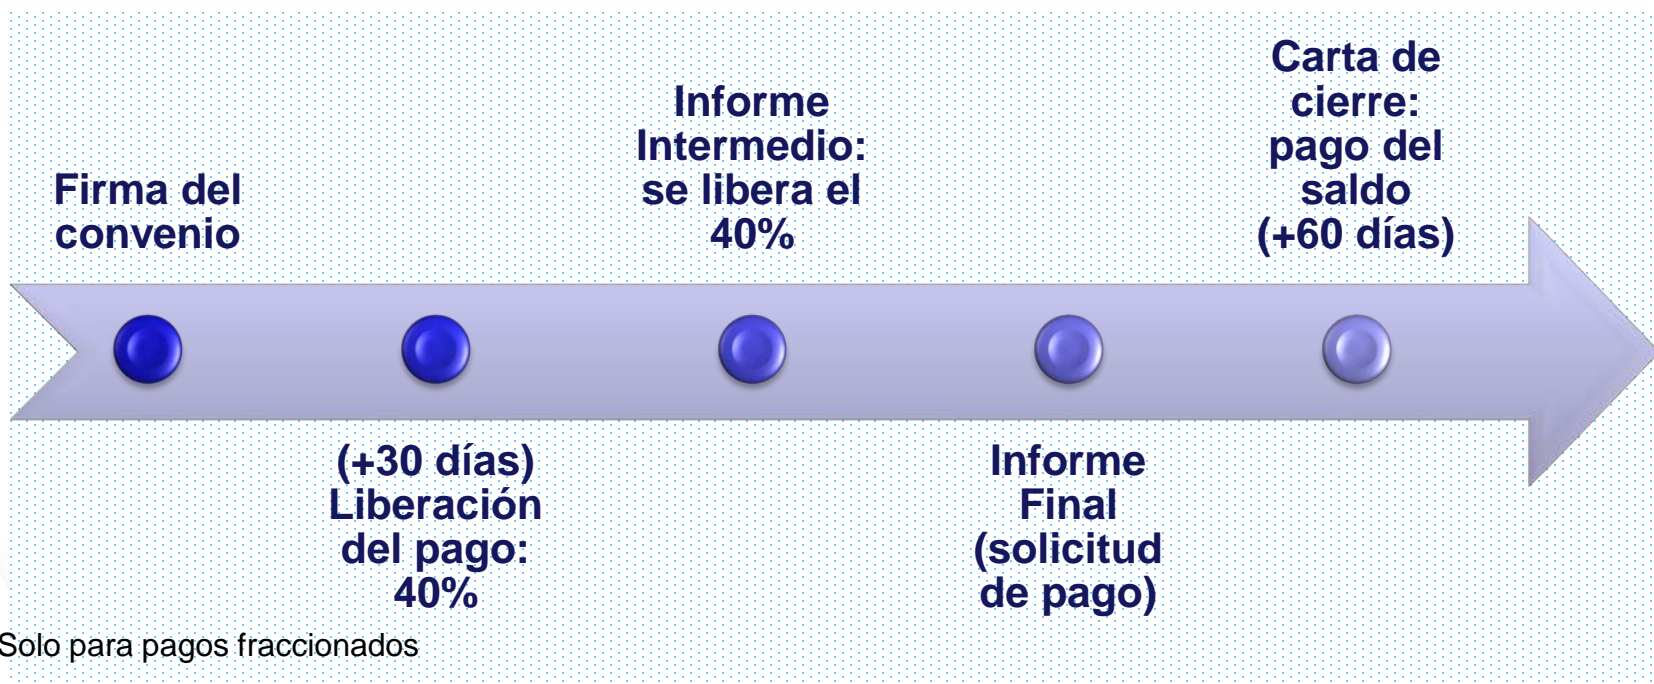 Firma del
convenio
(+30 días)
Liberación
del pago:
40%
Informe
Intermedio:
se libera el
40%
Informe
Final
(solicitud
de pago)
Carta de
cierre:
pago del
saldo
(+60 días)
Solo para pagos fraccionados